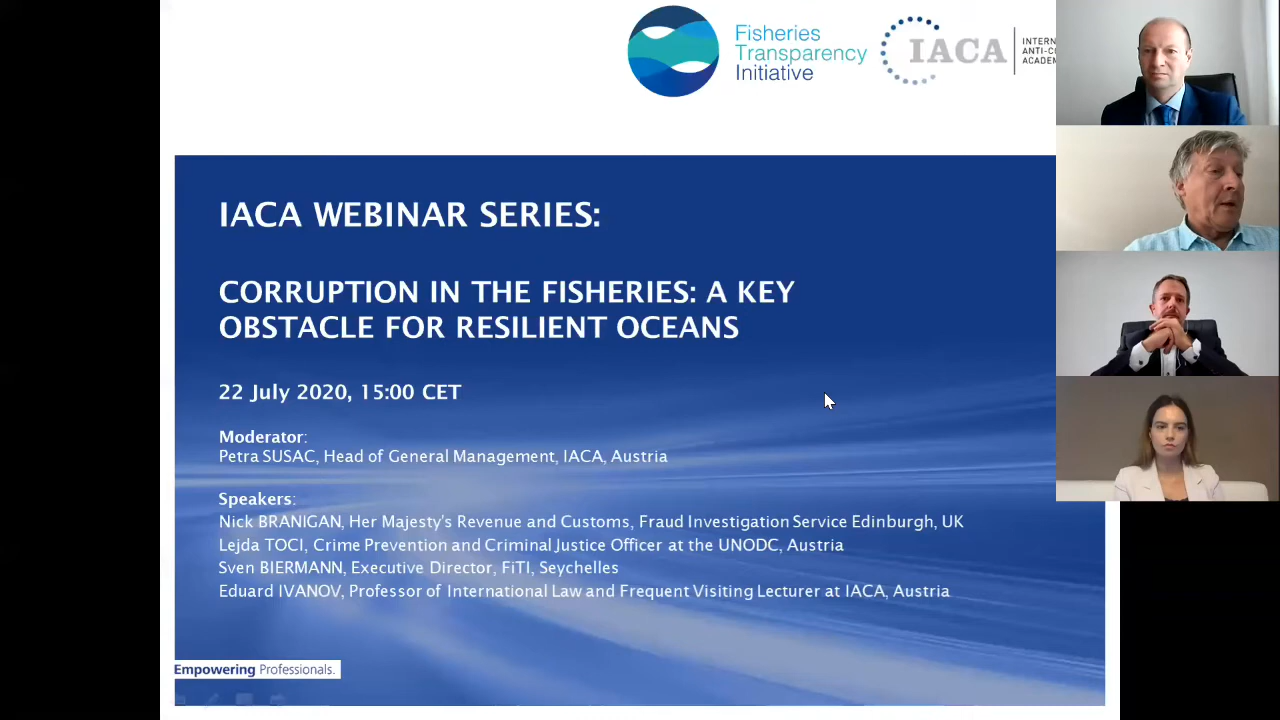 Fisheries
Transparency
Initiative
IACA
WEBINAR SERIES:
CORRUPTION IN THE FISHERIES: A KEY
OBSTACLE FOR RESILIENT OCEANS
22 July 2020, 15:00 CET
Moderator:
Petra SUSAC, Head of General Management, IACA, Austria
Speakers:
Nick BRANIGAN, Her Majesty's Revenue and Customs, Fraud Investigation Service Edinburgh, UK
Lejda TOCI, Crime Prevention and Criminal Justice Officer at the UNODC, Austria
Sven BIERMANN, Executive Director, FiTI, Seychelles
Eduard IVANOV, Professor of International Law and Frequent Visiting Lecturer at IACA, Austria
Empowering Professionals.